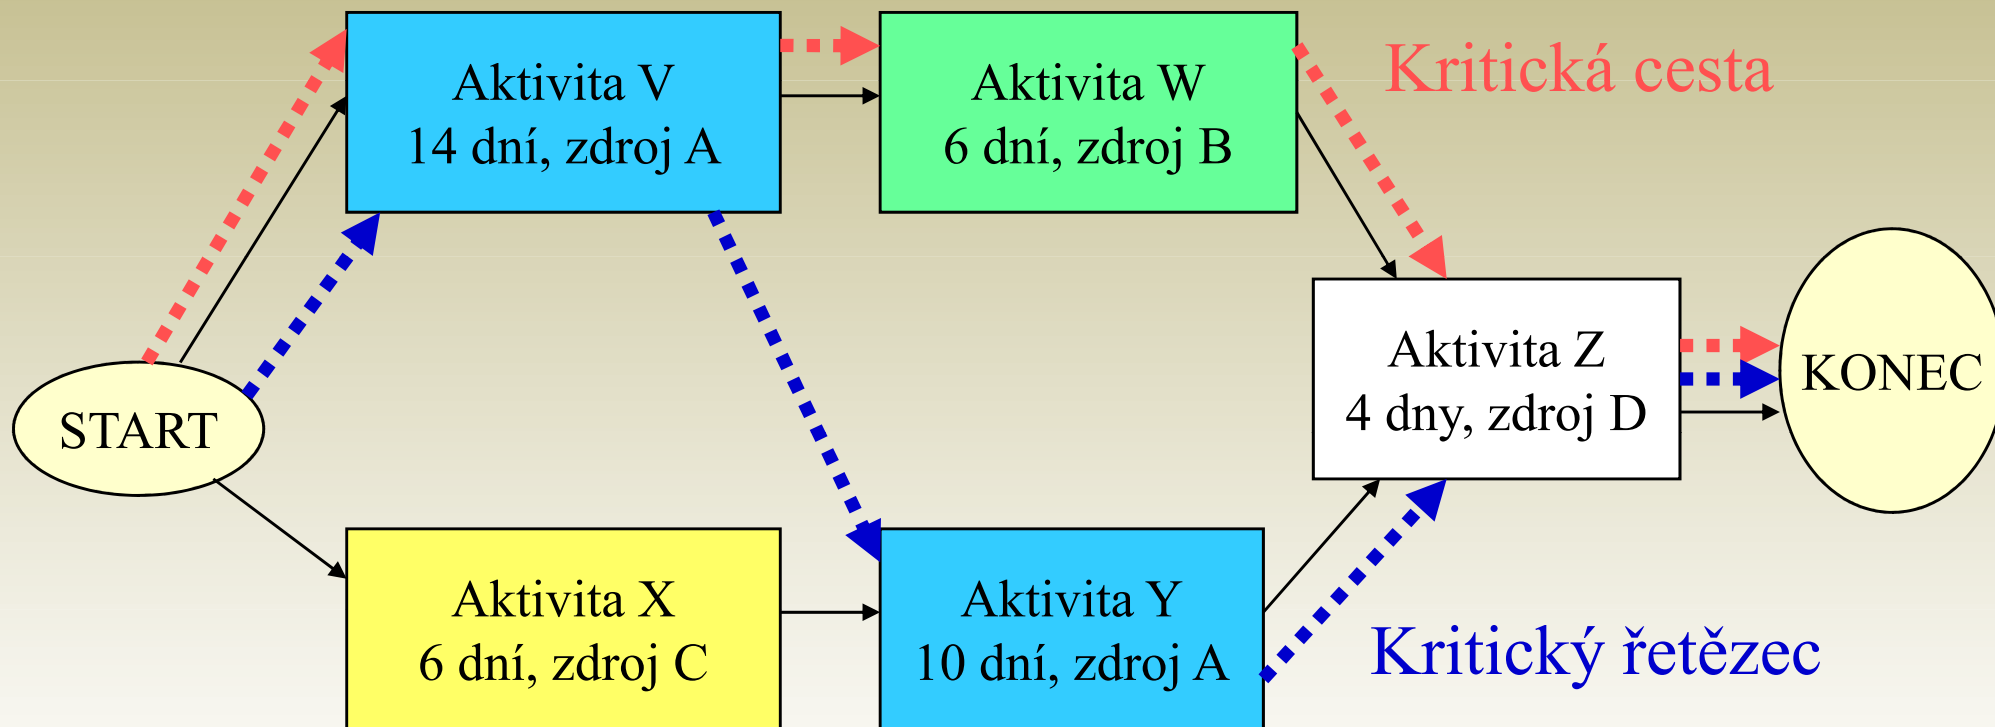 Aktivita V
14 dní, zdroj A
Aktivita W
6 dní, zdroj B
Kritická cesta
START
Aktivita Z
4 dny, zdroj D
KONEC
Aktivita X
6 dní, zdroj C
Aktivita Y
10 dní, zdroj A
Kritický řetězec